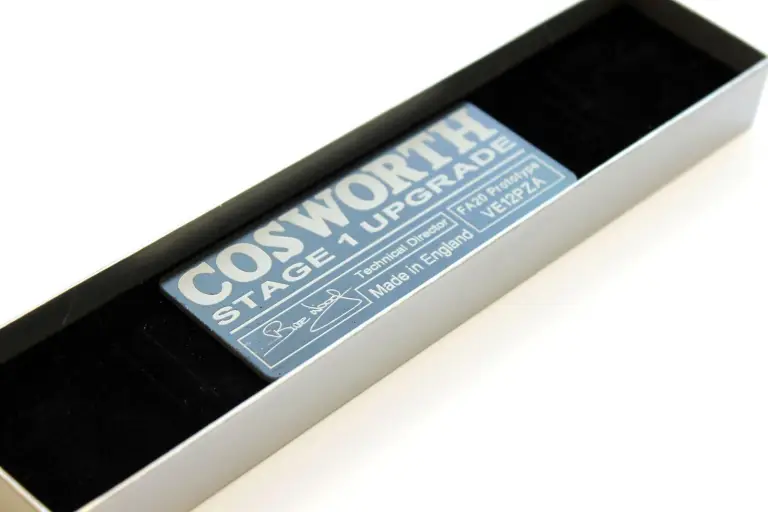 COSWORTH
STAGE 1 UPGRADE
Technical Director
Made in England
FA20 Prototype
VE12PZA